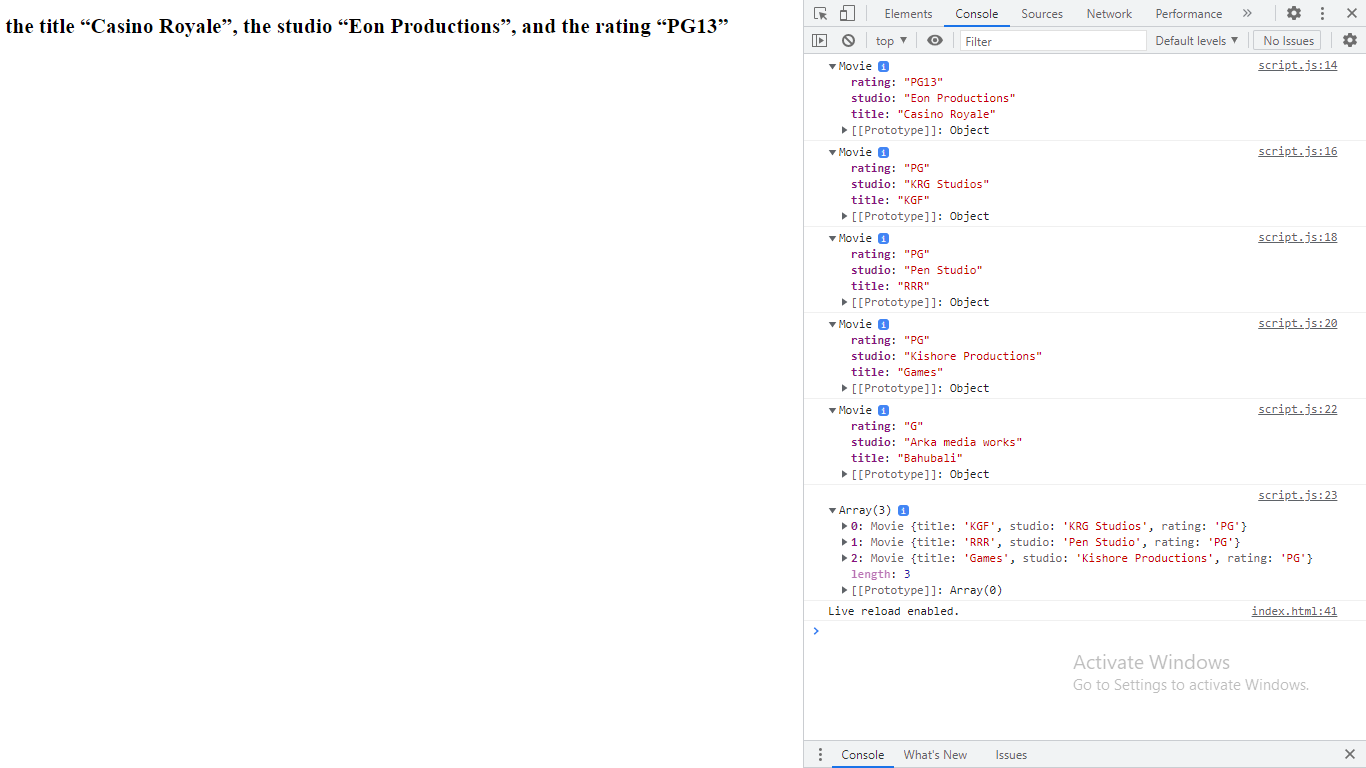 the title “Casino Royale”, the studio “Eon Productions”, and the rating “PG13”
Elements Console Sources Network Performance »
top ▼ Filter Default levels ▼ No Issues
▼Movie i script.js:14
rating: "PG13"
studio: "Eon Productions"
title: "Casino Royale"
▶[[Prototype]]: Object
▼Movie i script.js:16
rating: "PG"
studio: "KRG Studios"
title: "KGF"
▶[[Prototype]]: Object
▼Movie i script.js:18
rating: "PG"
studio: "Pen Studio"
title: "RRR"
▶[[Prototype]]: Object
▼Movie i script.js:20
rating: "PG"
studio: "Kishore Productions"
title: "Games"
▶[[Prototype]]: Object
▼Movie i script.js:22
rating: "G"
studio: "Arka media works"
title: "Bahubali"
▶[[Prototype]]: Object
script.js:23
▼Array(3) i
▶0: Movie {title: 'KGF', studio: 'KRG Studios', rating: 'PG'}
▶1: Movie {title: 'RRR', studio: 'Pen Studio', rating: 'PG'}
▶2: Movie {title: 'Games', studio: 'Kishore Productions', rating: 'PG'}
length: 3
▶[[Prototype]]: Array(0)
Live reload enabled. index.html:41
Activate Windows
Go to Settings to activate Windows.
Console What's New Issues